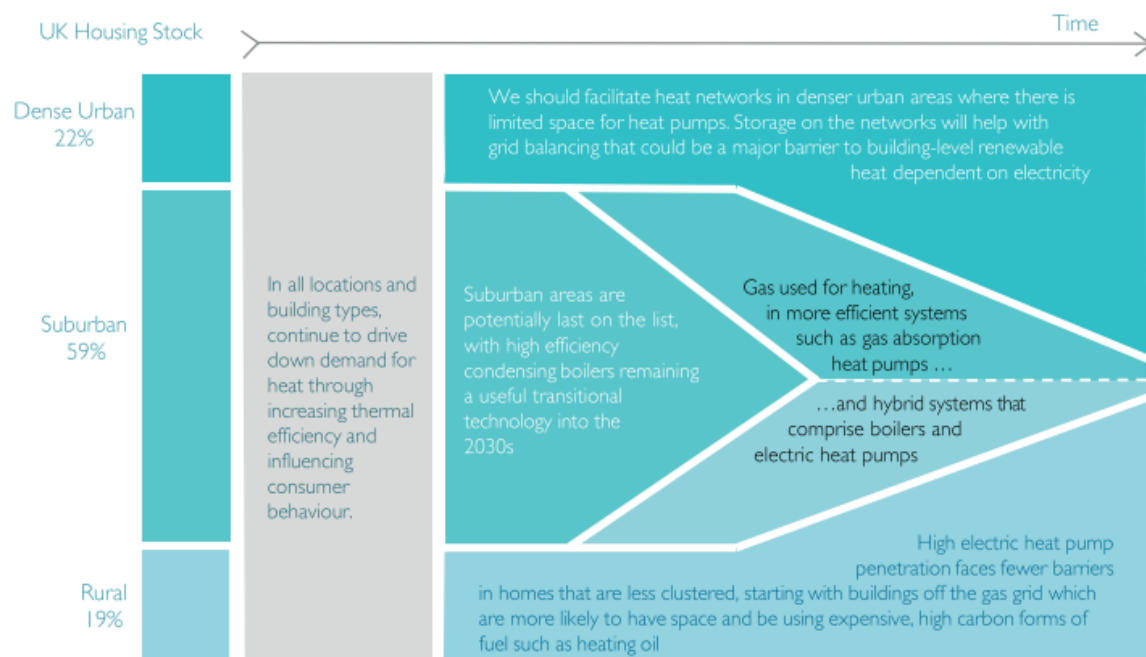 UK Housing Stock
Time
Dense Urban
22%
We should facilitate heat networks in denser urban areas where there is
limited space for heat pumps. Storage on the networks will help with
grid balancing that could be a major barrier to building-level renewable
heat dependent on electricity
Suburban
59%
In all locations and
building types,
continue to drive
down demand for
heat through
increasing thermal
efficiency and
influencing
consumer
behaviour.
Suburban areas are
potentially last on the list,
with high efficiency
condensing boilers remaining
a useful transitional
technology into the
2030s
Gas used for heating,
in more efficient systems
such as gas absorption
heat pumps ...
...and hybrid systems that
comprise boilers and
electric heat pumps
Rural
19%
High electric heat pump
penetration faces fewer barriers
in homes that are less clustered, starting with buildings off the gas grid which
are more likely to have space and be using expensive, high carbon forms of
fuel such as heating oil